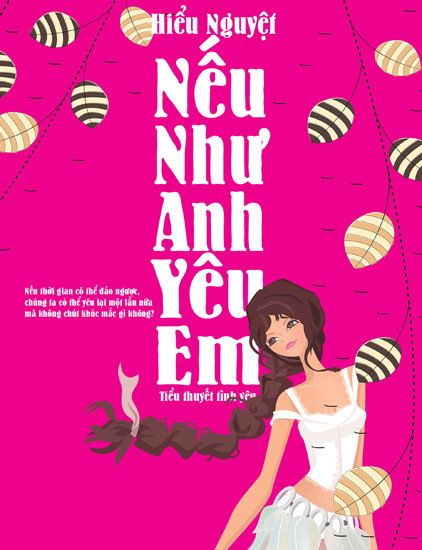 Hiểu Nguyệt
Nếu
Như
Anh
Yêu
Em
Nếu thời gian có thể đảo ngược,
chúng ta có thể yêu lại một lần nữa
mà không chút khúc mắc gì không?
Tiểu thuyết tình yêu